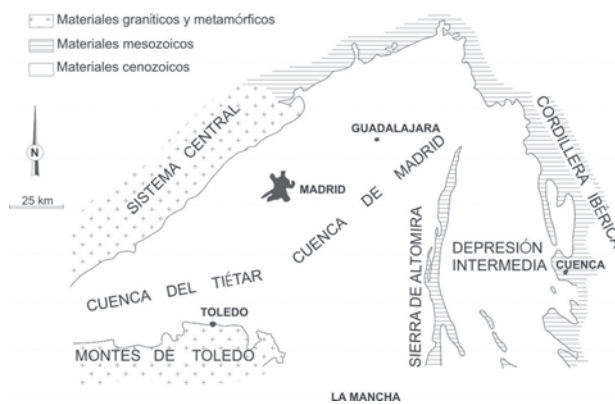 Materiales graníticos y metamórficos
Materiales mesozoicos
Materiales cenozoicos
N
25 km
SISTEMA CENTRAL
GUADALAJARA
CORDILLERA IBÉRICA
MADRID
CUENCA DE MADRID
CUENCA DEL TIÉTAR
SIERRA DE ALTOMIRA
DEPRESIÓN
INTERMEDIA
CUENCA
TOLEDO
MONTES DE TOLEDO
LA MANCHA